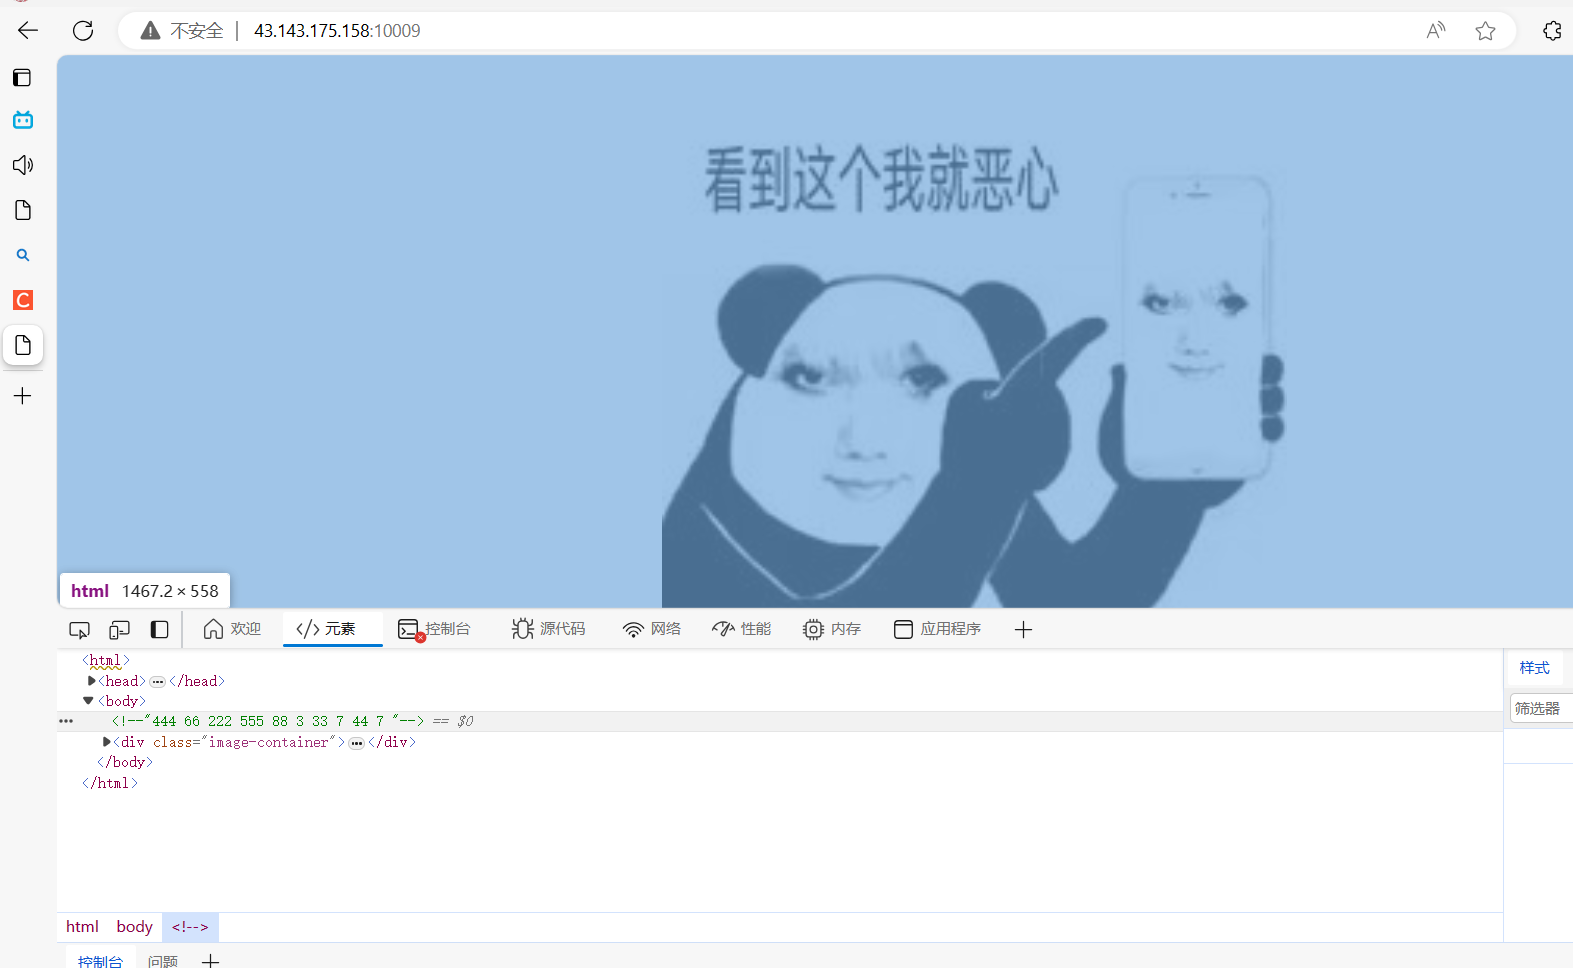 不安全 43.143.175.158:10009
看到这个我就恶心
html 1467.2 × 558
欢迎 </> 元素 控制台 源代码 网络 性能 内存 应用程序
<html>
<head>…</head>
<body>
<!--"444 66 222 555 88 3 33 7 44 7 "--> == $0
<div class="image-container">…</div>
</body>
</html>
样式
筛选器
html body <!-->
控制台 问题